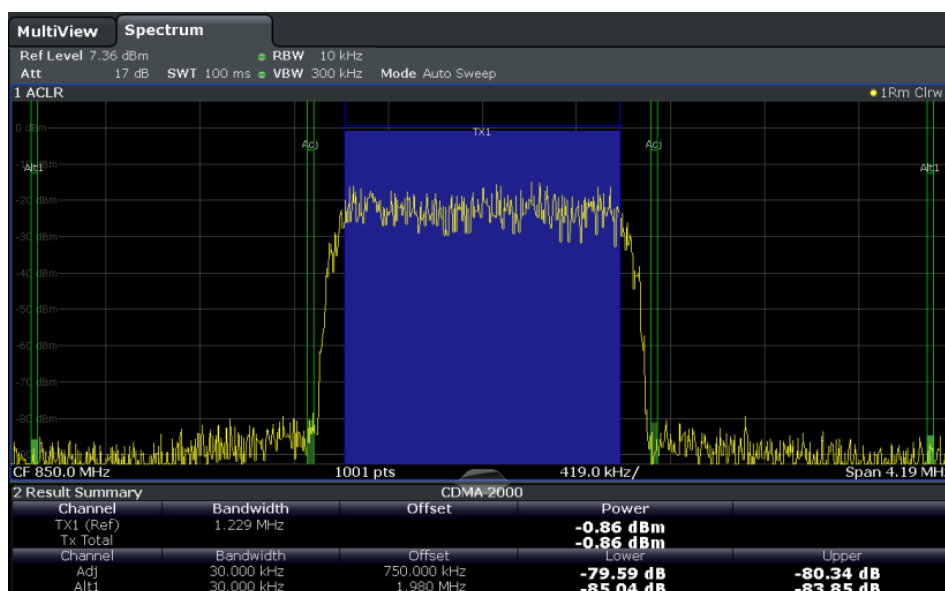 MultiView Spectrum
Ref Level 7.36 dBm RBW 10 kHz
Att 17 dB SWT 100 ms VBW 300 kHz Mode Auto Sweep
1 ACLR 1Rm Clrw
0 dBm
TX1
Adj Adj
-10 dBm
Alt1 Alt1
-20 dBm
-30 dBm
-40 dBm
-50 dBm
-60 dBm
-70 dBm
-80 dBm
CF 850.0 MHz 1001 pts 419.0 kHz/ Span 4.19 MHz
2 Result Summary CDMA 2000
Channel Bandwidth Offset Power
TX1 (Ref) 1.229 MHz -0.86 dBm
Tx Total -0.86 dBm
Channel Bandwidth Offset Lower Upper
Adj 30.000 kHz 750.000 kHz -79.59 dB -80.34 dB
Alt1 30.000 kHz 1.980 MHz -85.04 dB -83.85 dB